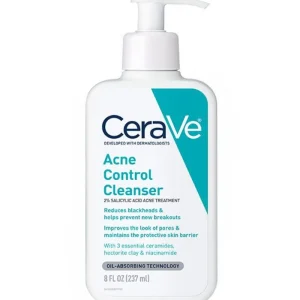 CeraVe
DEVELOPED WITH DERMATOLOGISTS
Acne
Control
Cleanser
2% SALICYLIC ACID ACNE TREATMENT
Reduces blackheads &
helps prevent new breakouts
Improves the look of pores &
maintains the protective skin barrier
With 3 essential ceramides,
hectorite clay & niacinamide
OIL-ABSORBING TECHNOLOGY
8 FL OZ (237 ml)